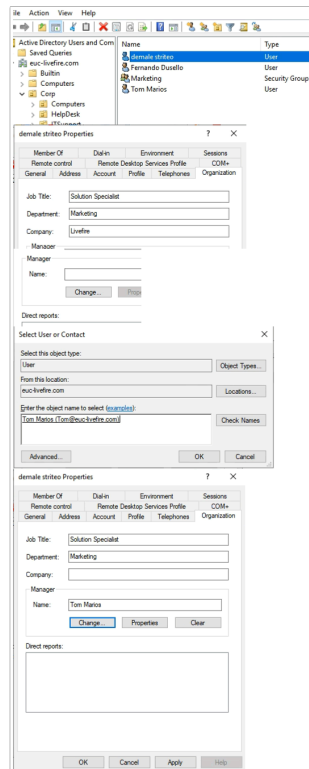 ile Action View Help
Active Directory Users and Com
Name Type
Saved Queries
demale striteo User
euc-livefire.com
Fernando Dusello User
Builtin
Marketing Security Group
Computers
Tom Marios User
Corp
Computers
HelpDesk
ITSupport
demale striteo Properties ? ×
Member Of Dial-in Environment Sessions
Remote control Remote Desktop Services Profile COM+
General Address Account Profile Telephones Organization
Job Title: Solution Specialist
Department: Marketing
Company: Livefire
Manager
Manager
Name:
Change... Prope
Direct reports:
Select User or Contact ×
Select this object type:
User Object Types...
From this location:
euc-livefire.com Locations...
Enter the object name to select (examples):
Tom Marios (Tom@euc-livefire.com) Check Names
Advanced... OK Cancel
demale striteo Properties ? ×
Member Of Dial-in Environment Sessions
Remote control Remote Desktop Services Profile COM+
General Address Account Profile Telephones Organization
Job Title: Solution Specialist
Department: Marketing
Company:
Manager
Name: Tom Marios
Change... Properties Clear
Direct reports:
OK Cancel Apply Help